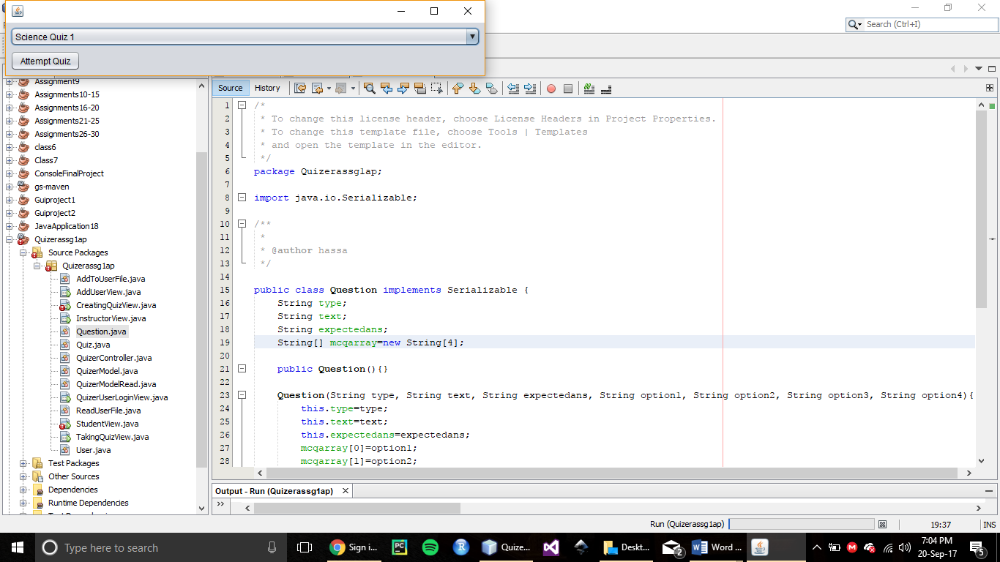 Science Quiz 1
Attempt Quiz
Search (Ctrl+I)
Assignment9
Assignments10-15
Assignments16-20
Assignments21-25
Assignments26-30
class6
Class7
ConsoleFinalProject
gs-maven
Guiproject1
Guiproject2
JavaApplication18
Quizerassg1ap
Source Packages
Quizerassg1ap
AddToUserFile.java
AddUserView.java
CreatingQuizView.java
InstructorView.java
Question.java
Quiz.java
QuizerController.java
QuizerModel.java
QuizerModelRead.java
QuizerUserLoginView.java
ReadUserFile.java
StudentView.java
TakingQuizView.java
User.java
Test Packages
Other Sources
Dependencies
Runtime Dependencies
Source History
1 /*
2 * To change this license header, choose License Headers in Project Properties.
3 * To change this template file, choose Tools | Templates
4 * and open the template in the editor.
5 */
6 package Quizerassg1ap;
7
8 import java.io.Serializable;
9
10 /**
11 *
12 * @author hassa
13 */
14
15 public class Question implements Serializable {
16 String type;
17 String text;
18 String expectedans;
19 String[] mcqarray=new String[4];
20
21 public Question(){}
22
23 Question(String type, String text, String expectedans, String option1, String option2, String option3, String option4){
24 this.type=type;
25 this.text=text;
26 this.expectedans=expectedans;
27 mcqarray[0]=option1;
28 mcqarray[1]=option2;
Output - Run (Quizerassg1ap)
Run (Quizerassg1ap)
19:37 INS
Type here to search
Sign i...
PC
R
Quize...
Deskt...
2
Word ...
7:04 PM
20-Sep-17
5